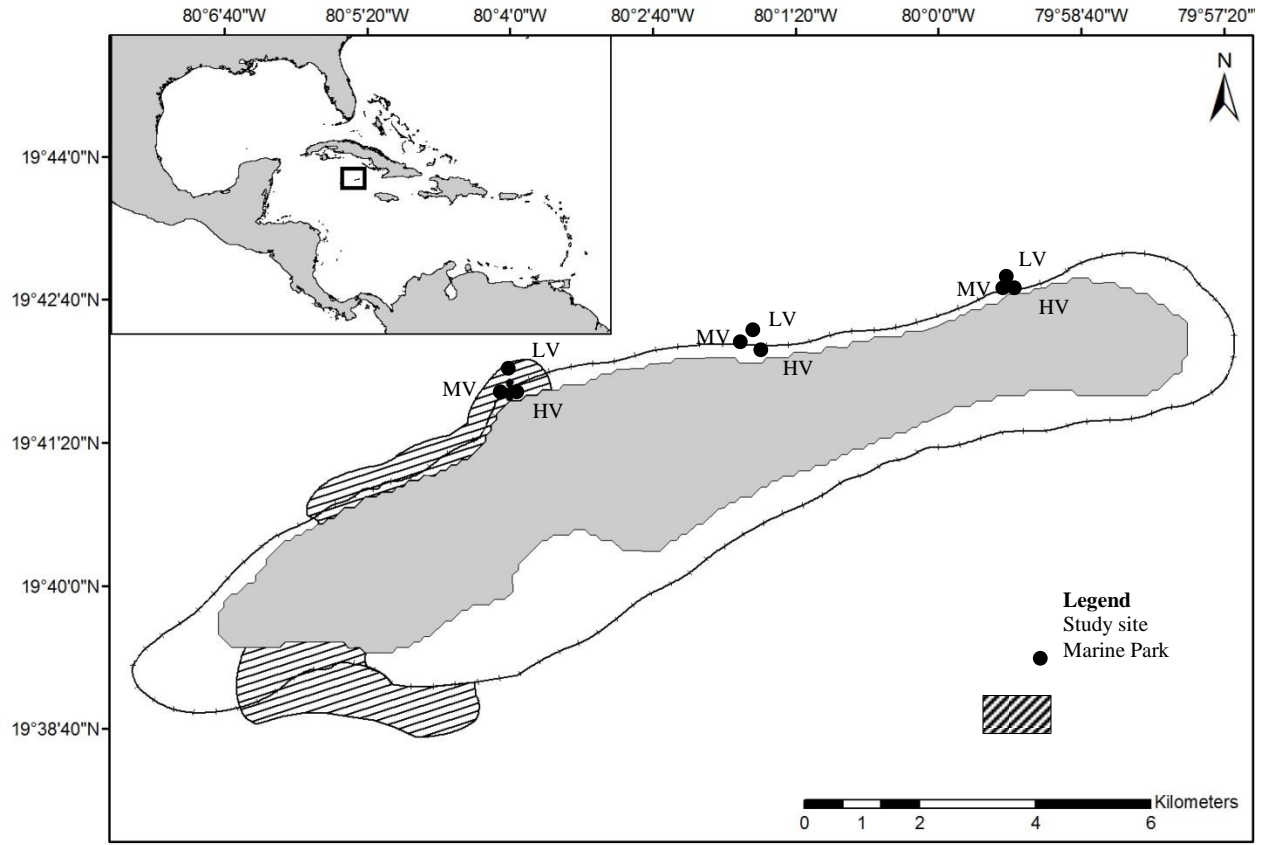 80°6'40"W 80°5'20"W 80°4'0"W 80°2'40"W 80°1'20"W 80°0'0"W 79°58'40"W 79°57'20"W
N
19°44'0"N
LV
19°42'40"N
MV
HV
LV
MV
HV
LV
MV
HV
19°41'20"N
19°40'0"N
Legend
Study site
Marine Park
19°38'40"N
Kilometers
0 1 2 4 6